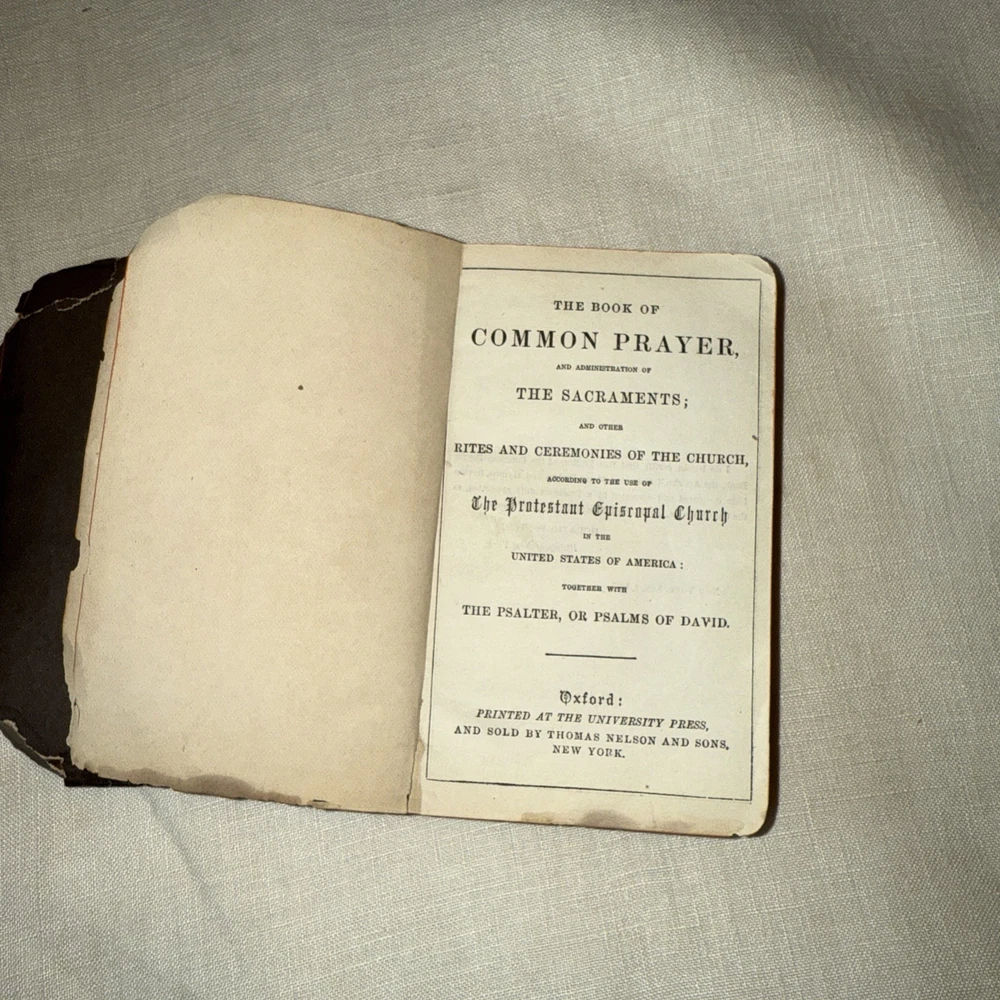 THE BOOK OF
COMMON PRAYER,
AND ADMINISTRATION OF
THE SACRAMENTS;
AND OTHER
RITES AND CEREMONIES OF THE CHURCH,
ACCORDING TO THE USE OF
The Protestant Episcopal Church
IN THE
UNITED STATES OF AMERICA:
TOGETHER WITH
THE PSALTER, OR PSALMS OF DAVID.
Oxford:
PRINTED AT THE UNIVERSITY PRESS,
AND SOLD BY THOMAS NELSON AND SONS,
NEW YORK.